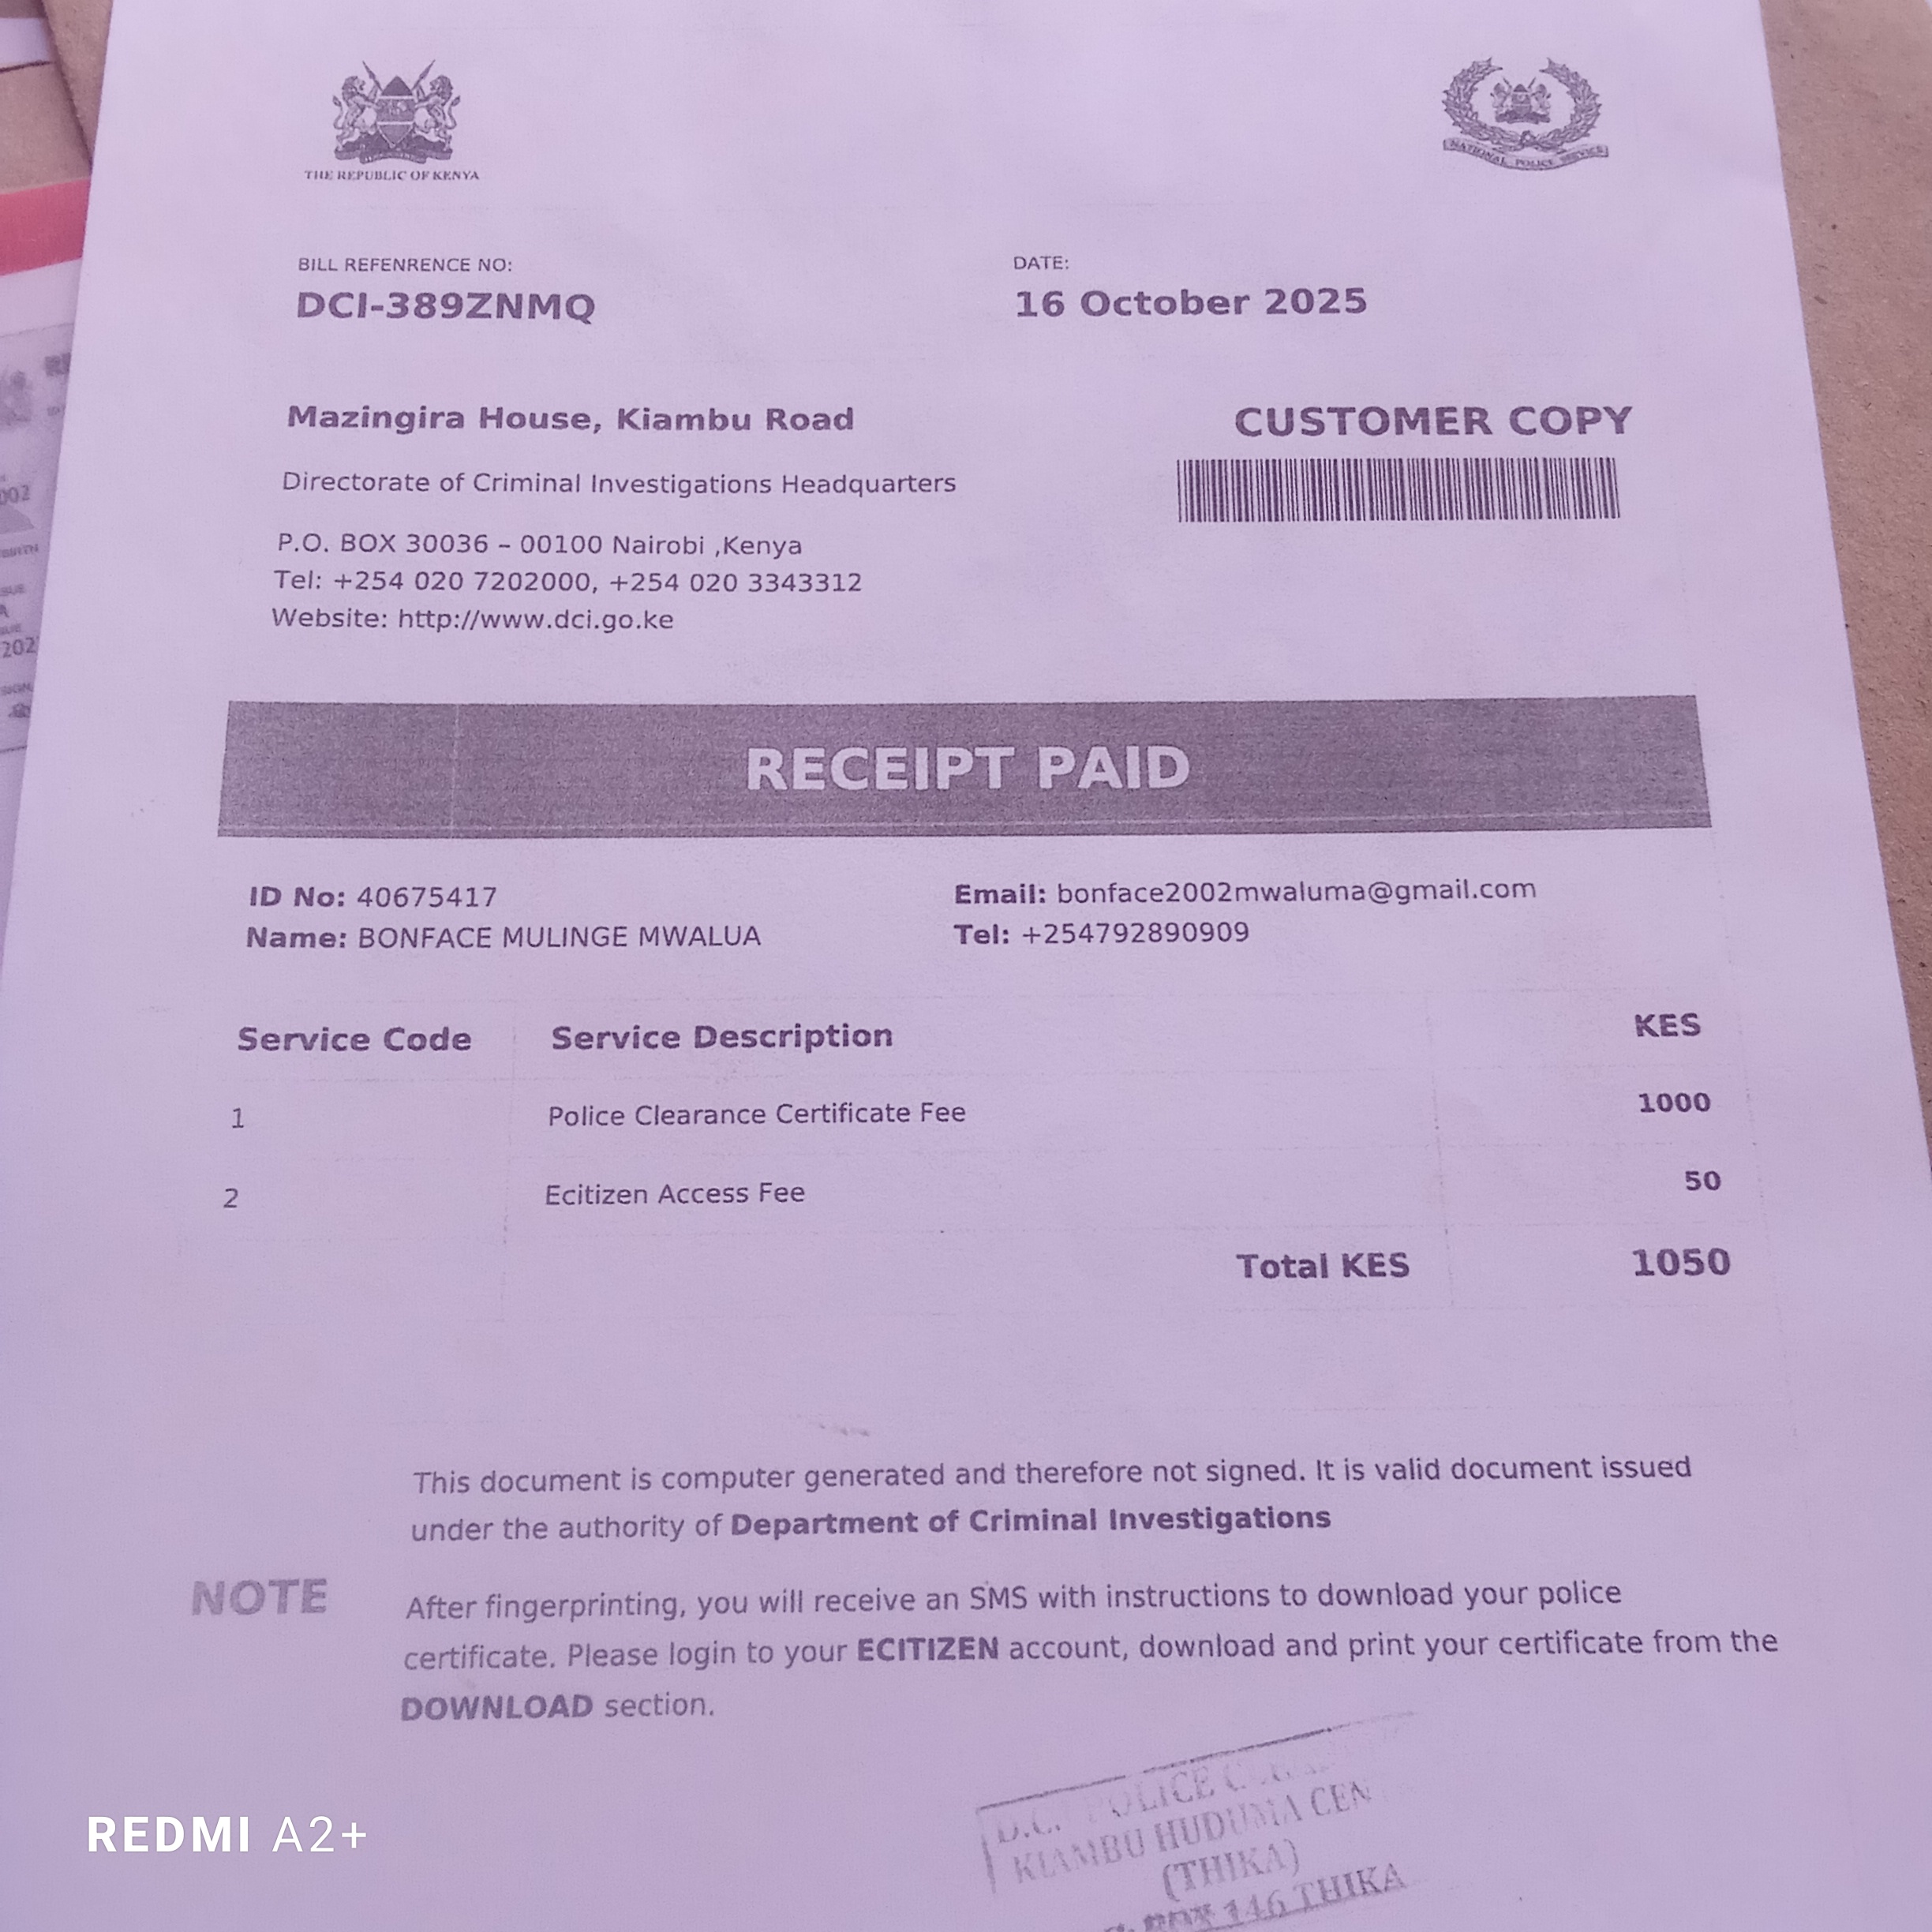 THE REPUBLIC OF KENYA
NATIONAL POLICE SERVICE
BILL REFENRENCE NO:
DCI-389ZNMQ
DATE:
16 October 2025
Mazingira House, Kiambu Road
CUSTOMER COPY
Directorate of Criminal Investigations Headquarters
P.O. BOX 30036 – 00100 Nairobi ,Kenya
Tel: +254 020 7202000, +254 020 3343312
Website: http://www.dci.go.ke
RECEIPT PAID
ID No: 40675417
Name: BONFACE MULINGE MWALUA
Email: bonface2002mwaluma@gmail.com
Tel: +254792890909
Service Code Service Description KES
1 Police Clearance Certificate Fee 1000
2 Ecitizen Access Fee 50
Total KES 1050
This document is computer generated and therefore not signed. It is valid document issued
under the authority of Department of Criminal Investigations
NOTE
After fingerprinting, you will receive an SMS with instructions to download your police
certificate. Please login to your ECITIZEN account, download and print your certificate from the
DOWNLOAD section.
POLICE
KIAMBU HUDUMA CEN
(THIKA)
BOX 146 THIKA
REDMI A2+